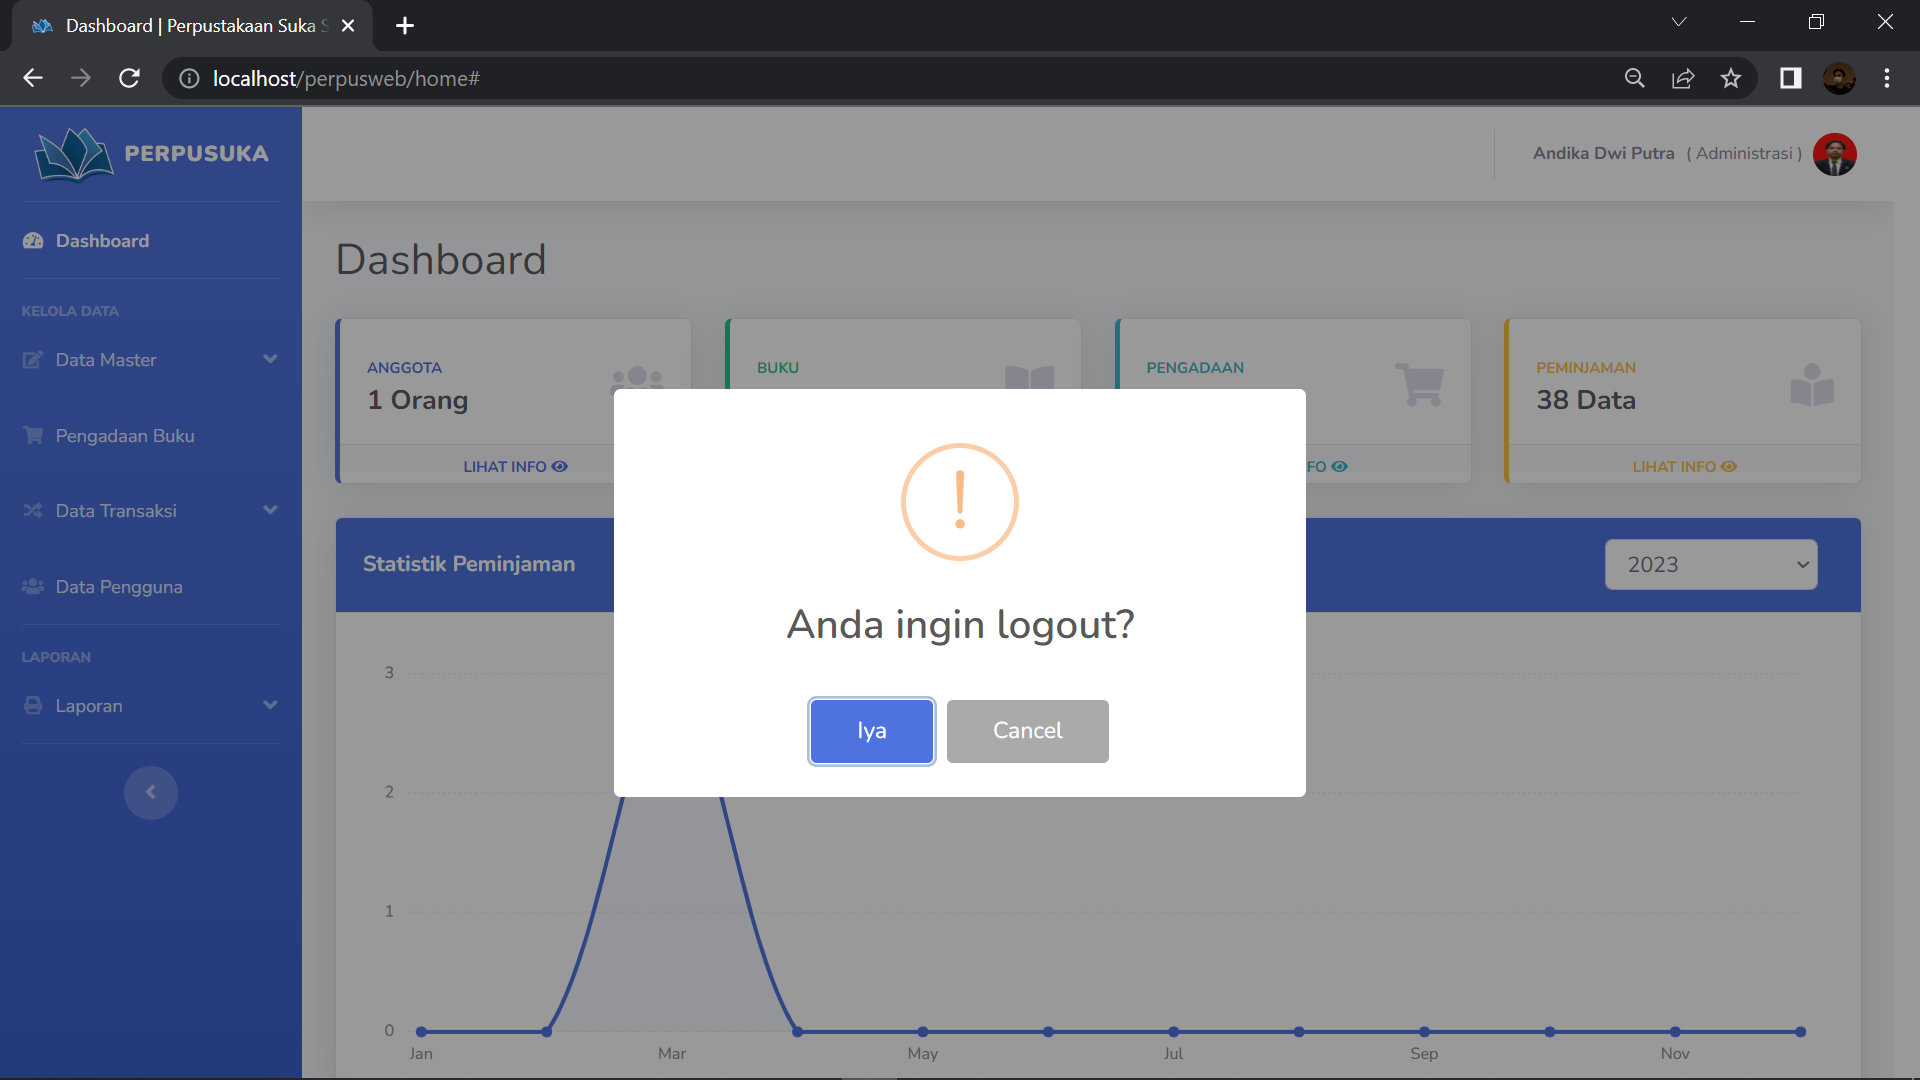 Dashboard | Perpustakaan Suka S
localhost/perpusweb/home#
PERPUSUKA
Andika Dwi Putra ( Administrasi )
Dashboard
KELOLA DATA
Data Master
Pengadaan Buku
Data Transaksi
Data Pengguna
LAPORAN
Laporan
Dashboard
ANGGOTA
1 Orang
LIHAT INFO
BUKU
PENGADAAN
FO
PEMINJAMAN
38 Data
LIHAT INFO
Statistik Peminjaman
2023
Anda ingin logout?
Iya
Cancel
3
2
1
0
Jan
Mar
May
Jul
Sep
Nov